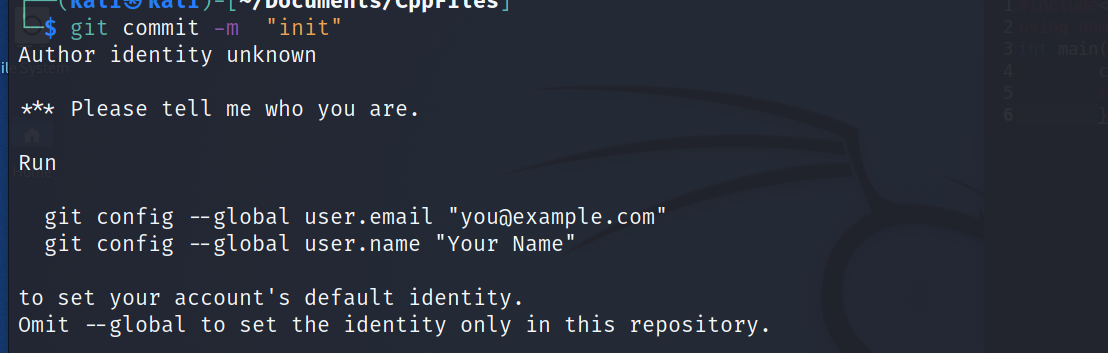 (kali㉿kali)-[~/Documents/CppFiles]
└─$ git commit -m  "init"
Author identity unknown

*** Please tell me who you are.

Run

  git config --global user.email "you@example.com"
  git config --global user.name "Your Name"

to set your account's default identity.
Omit --global to set the identity only in this repository.
1
2
3 int main(
4
5
6 }